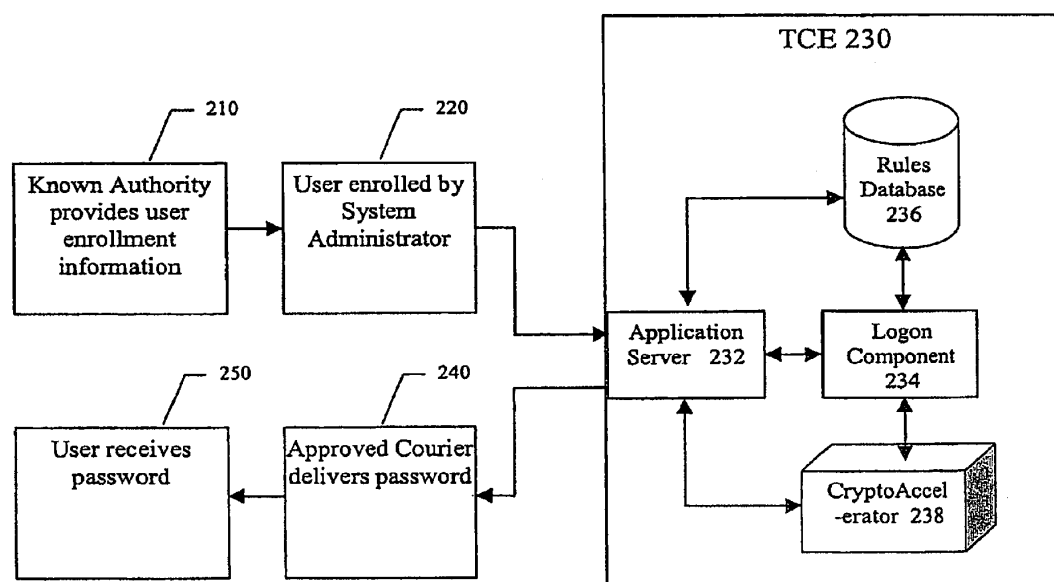 TCE 230
210
220
Known Authority
provides user
enrollment
information
User enrolled by
System
Administrator
Rules
Database
236
Application
Server 232
Logon
Component
234
250
240
User receives
password
Approved Courier
delivers password
CryptoAccel
-erator 238